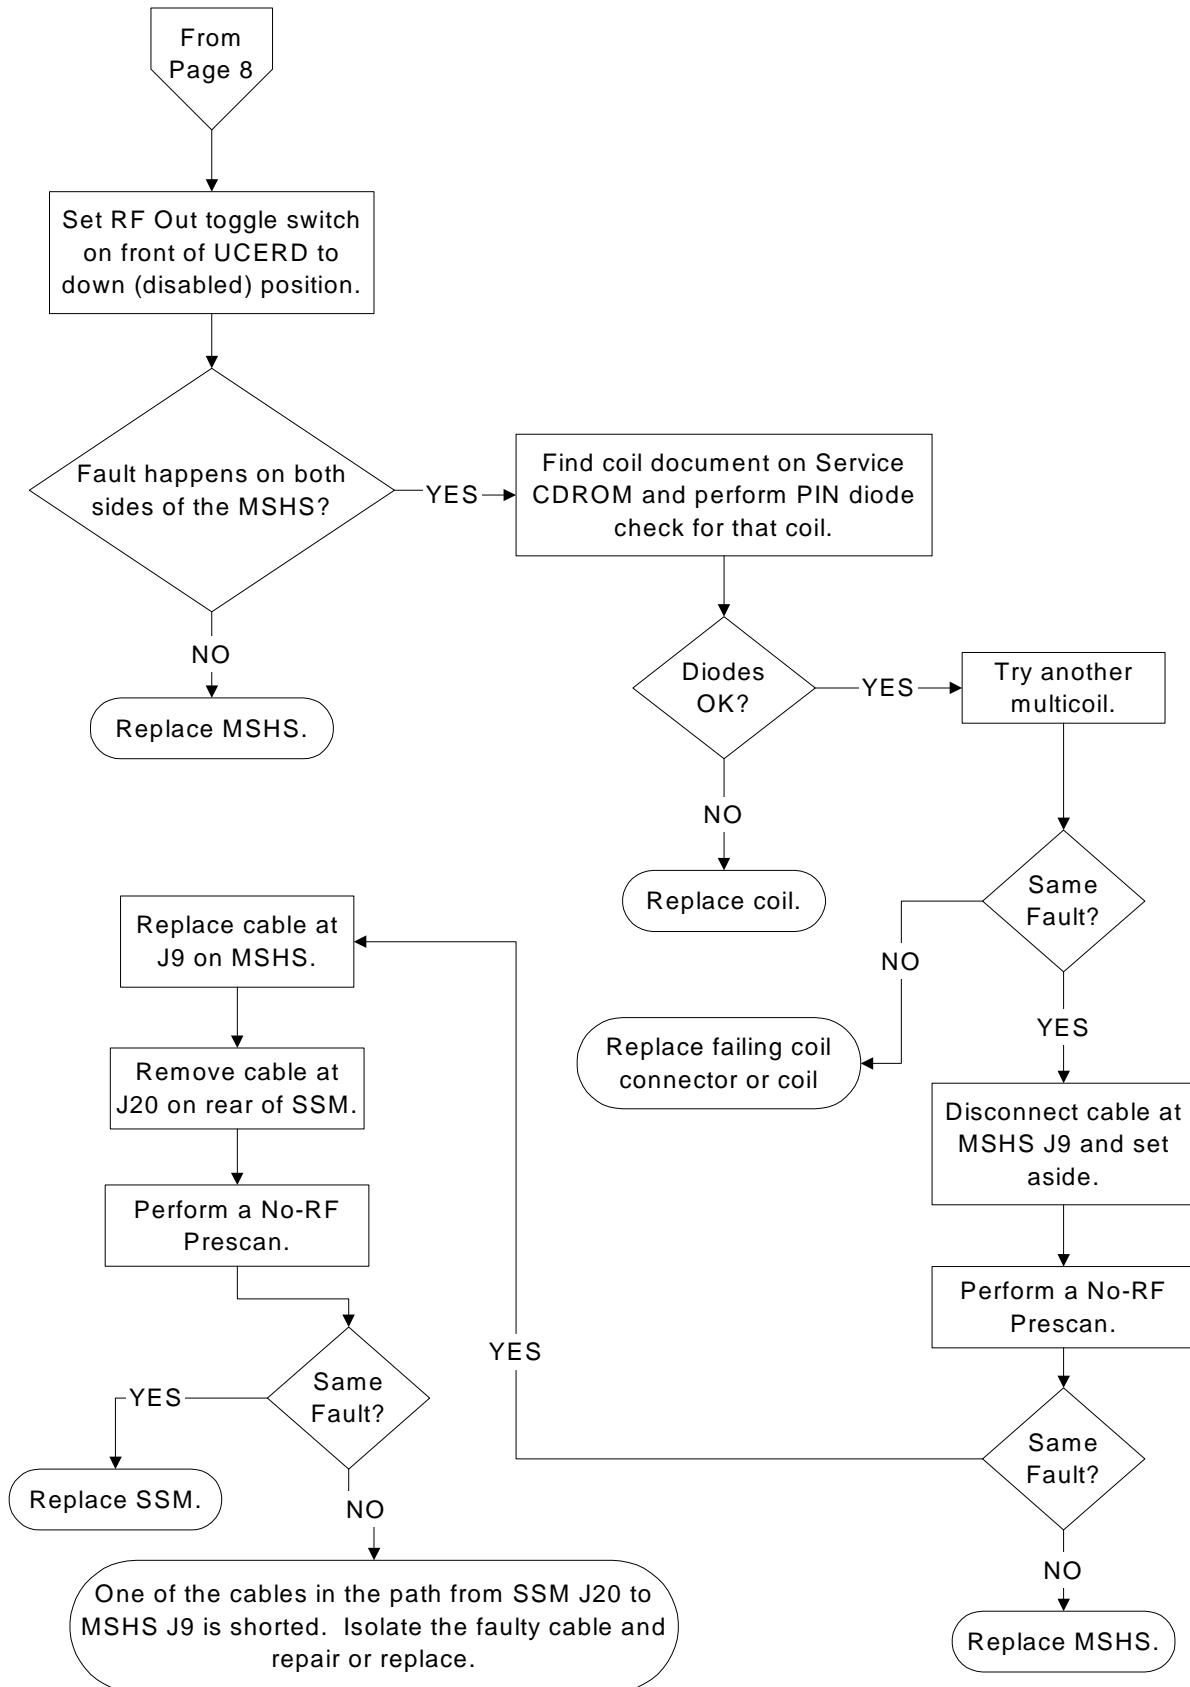 From
Page 8
Set RF Out toggle switch
on front of UCERD to
down (disabled) position.
Fault happens on both
sides of the MSHS?
YES
Find coil document on Service
CDROM and perform PIN diode
check for that coil.
NO
Replace MSHS.
Diodes
OK?
YES
Try another
multicoil.
NO
Replace coil.
Same
Fault?
NO
Replace failing coil
connector or coil
YES
Disconnect cable at
MSHS J9 and set
aside.
Perform a No-RF
Prescan.
Same
Fault?
NO
Replace MSHS.
YES
Replace cable at
J9 on MSHS.
Remove cable at
J20 on rear of SSM.
Perform a No-RF
Prescan.
Same
Fault?
YES
Replace SSM.
NO
One of the cables in the path from SSM J20 to
MSHS J9 is shorted.  Isolate the faulty cable and
repair or replace.